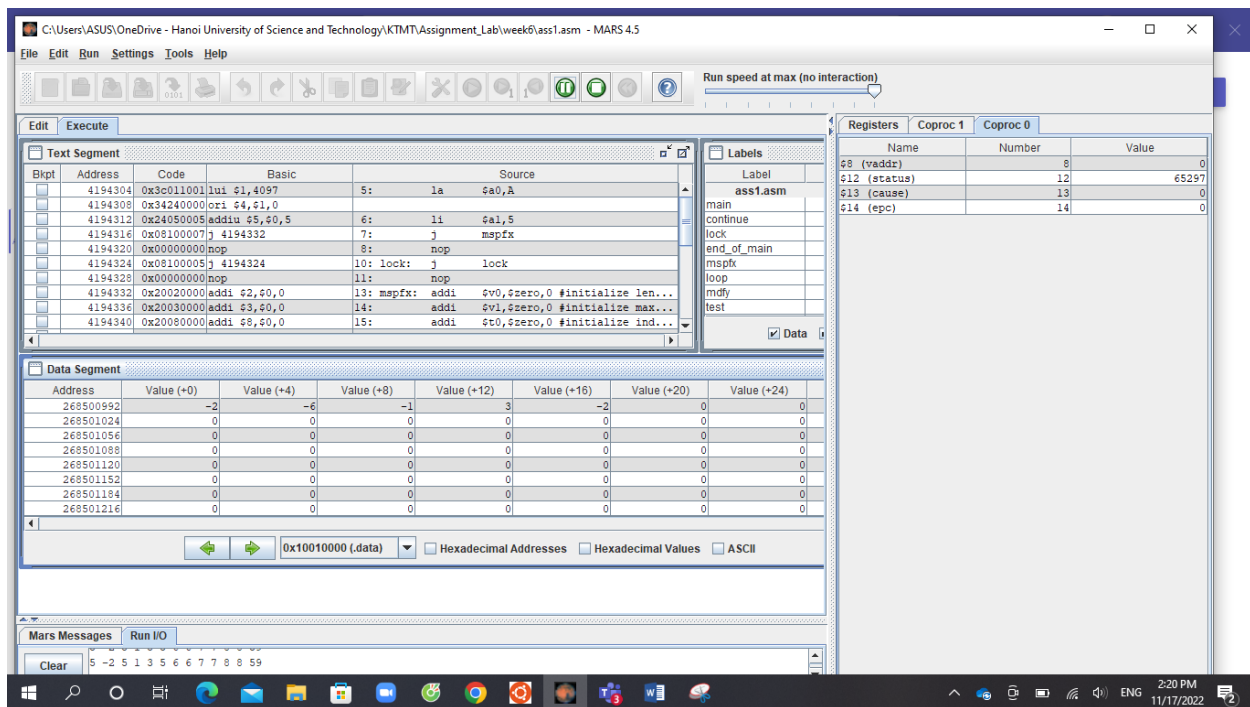 C:\Users\ASUS\OneDrive - Hanoi University of Science and Technology\KTMT\Assignment_Lab\week6\ass1.asm - MARS 4.5
File Edit Run Settings Tools Help
Run speed at max (no interaction)
Edit Execute
Text Segment
Bkpt Address Code Basic Source
4194304 0x3c011001 lui $1,4097 5: la $a0,A
4194308 0x34240000 ori $4,$1,0
4194312 0x24050005 addiu $5,$0,5 6: li $a1,5
4194316 0x08100007 j 4194332 7: j mspfx
4194320 0x00000000 nop 8: nop
4194324 0x08100005 j 4194324 10: lock: j lock
4194328 0x00000000 nop 11: nop
4194332 0x20020000 addi $2,$0,0 13: mspfx: addi $v0,$zero,0 #initialize len...
4194336 0x20030000 addi $3,$0,0 14: addi $v1,$zero,0 #initialize max...
4194340 0x20080000 addi $8,$0,0 15: addi $t0,$zero,0 #initialize ind...
Labels
Label
ass1.asm
main
continue
lock
end_of_main
mspfx
loop
mdfy
test
Data
Registers Coproc 1 Coproc 0
Name Number Value
$8 (vaddr) 8 0
$12 (status) 12 65297
$13 (cause) 13 0
$14 (epc) 14 0
Data Segment
Address Value (+0) Value (+4) Value (+8) Value (+12) Value (+16) Value (+20) Value (+24)
268500992 -2 -6 -1 3 -2 0 0
268501024 0 0 0 0 0 0 0
268501056 0 0 0 0 0 0 0
268501088 0 0 0 0 0 0 0
268501120 0 0 0 0 0 0 0
268501152 0 0 0 0 0 0 0
268501184 0 0 0 0 0 0 0
268501216 0 0 0 0 0 0 0
0x10010000 (.data) Hexadecimal Addresses Hexadecimal Values ASCII
Mars Messages Run I/O
Clear
5 -2 5 1 3 5 6 6 7 7 8 8 59
ENG
2:20 PM
11/17/2022